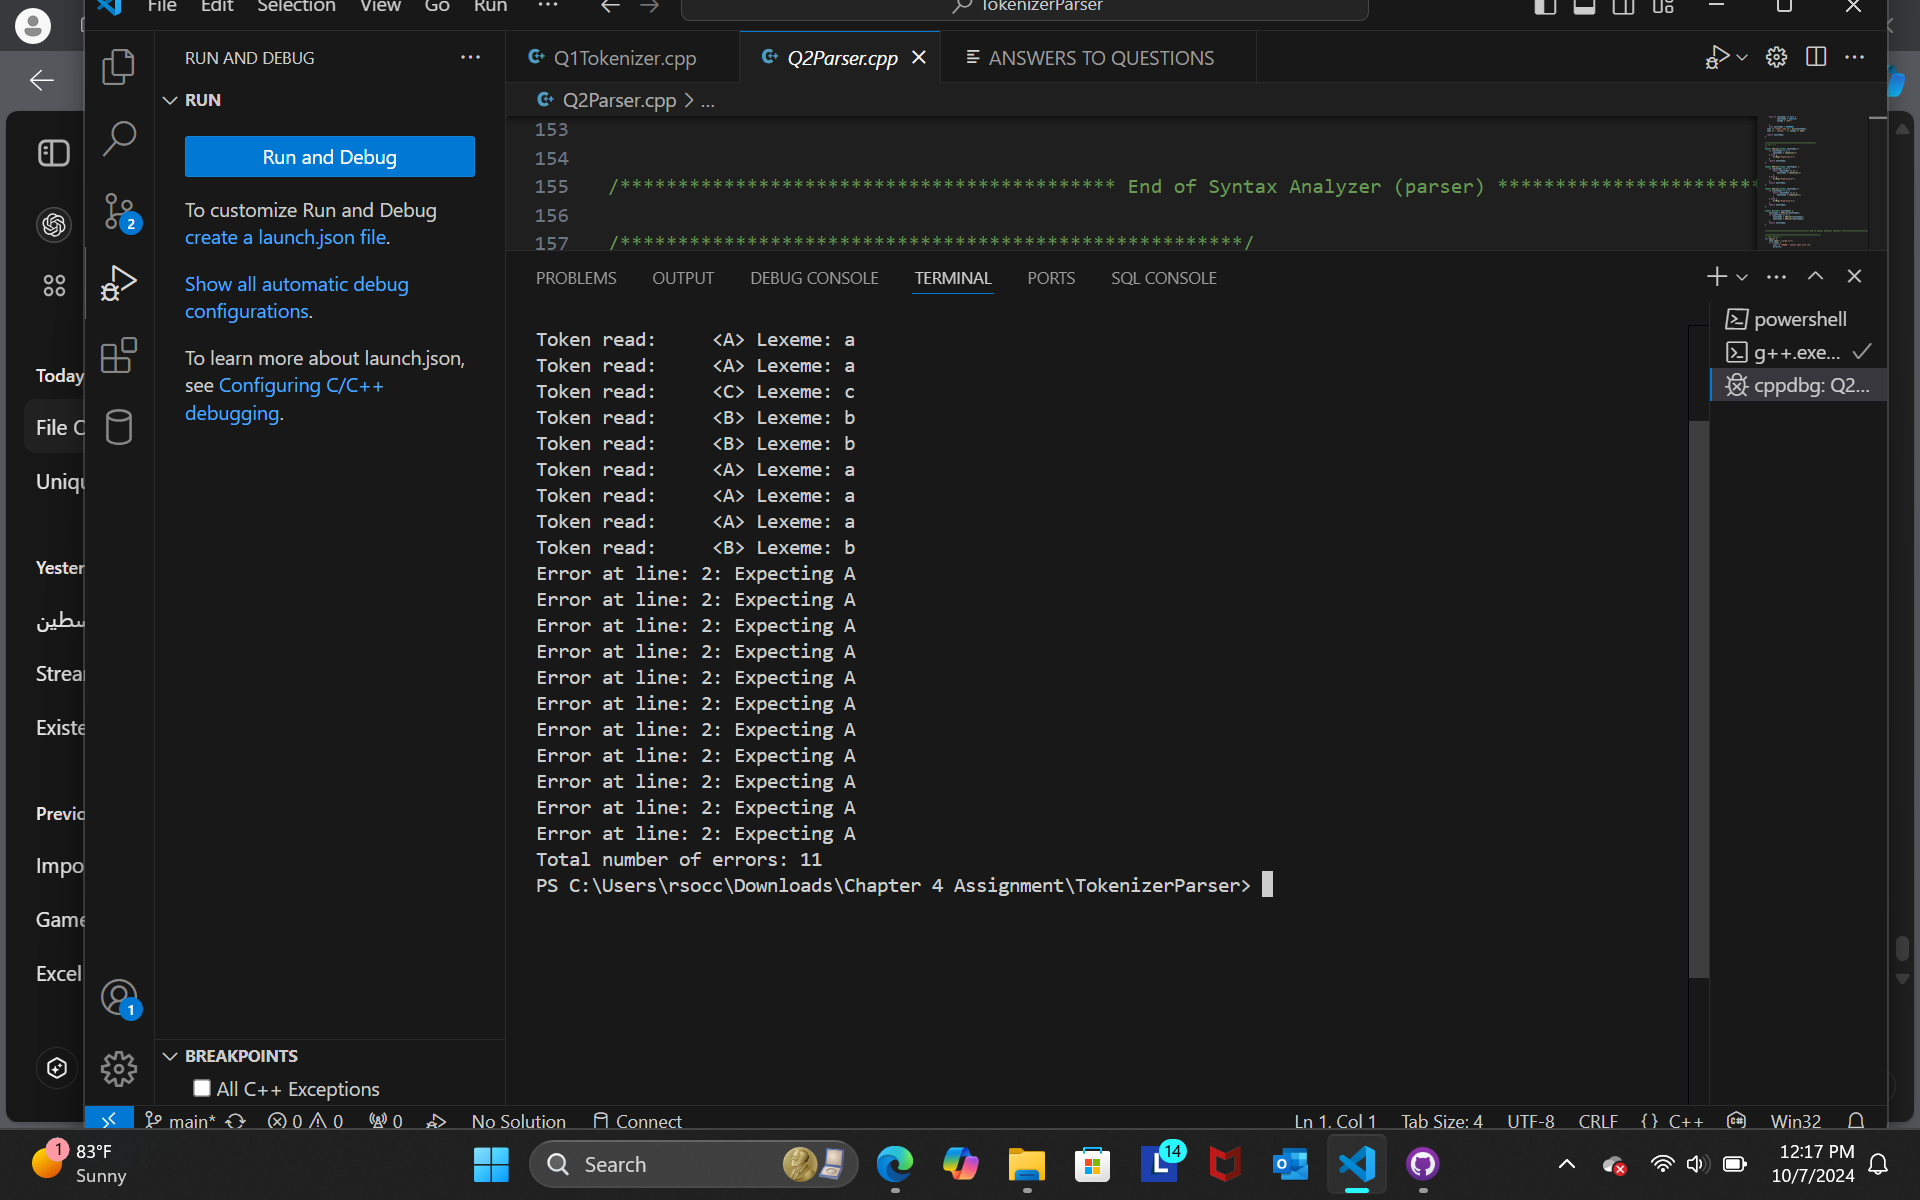 File Edit Selection View Go Run ···
TokenizerParser
RUN AND DEBUG ···
RUN
Run and Debug
To customize Run and Debug
create a launch.json file.
Show all automatic debug
configurations.
To learn more about launch.json,
see Configuring C/C++
debugging.
BREAKPOINTS
All C++ Exceptions
Today
File C
Uniqu
Yester
سطين
Strea
Existe
Previo
Impo
Game
Excel
2
1
Q1Tokenizer.cpp
Q2Parser.cpp
ANSWERS TO QUESTIONS
Q2Parser.cpp > ...
153
154
155 /********************************************* End of Syntax Analyzer (parser) ************************
156
157 /********************************************************/
PROBLEMS OUTPUT DEBUG CONSOLE TERMINAL PORTS SQL CONSOLE
Token read: <A> Lexeme: a
Token read: <A> Lexeme: a
Token read: <C> Lexeme: c
Token read: <B> Lexeme: b
Token read: <B> Lexeme: b
Token read: <A> Lexeme: a
Token read: <A> Lexeme: a
Token read: <A> Lexeme: a
Token read: <B> Lexeme: b
Error at line: 2: Expecting A
Error at line: 2: Expecting A
Error at line: 2: Expecting A
Error at line: 2: Expecting A
Error at line: 2: Expecting A
Error at line: 2: Expecting A
Error at line: 2: Expecting A
Error at line: 2: Expecting A
Error at line: 2: Expecting A
Error at line: 2: Expecting A
Error at line: 2: Expecting A
Total number of errors: 11
PS C:\Users\rsocc\Downloads\Chapter 4 Assignment\TokenizerParser>
powershell
g++.exe...
cppdbg: Q2...
main* 0 0 0 No Solution Connect
Ln 1, Col 1 Tab Size: 4 UTF-8 CRLF {} C++ Win32
1
83°F
Sunny
Search
14
12:17 PM
10/7/2024